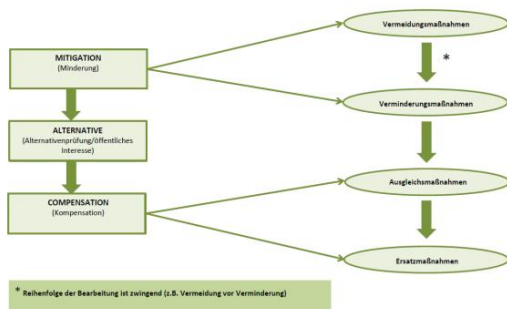 Vermeidungsmaßnahmen
*
MITIGATION
(Minderung)
Verminderungsmaßnahmen
ALTERNATIVE
(Alternativenprüfung/öffentliches
Interesse)
Ausgleichsmaßnahmen
COMPENSATION
(Kompensation)
Ersatzmaßnahmen
* Reihenfolge der Bearbeitung ist zwingend (z.B. Vermeidung vor Verminderung)